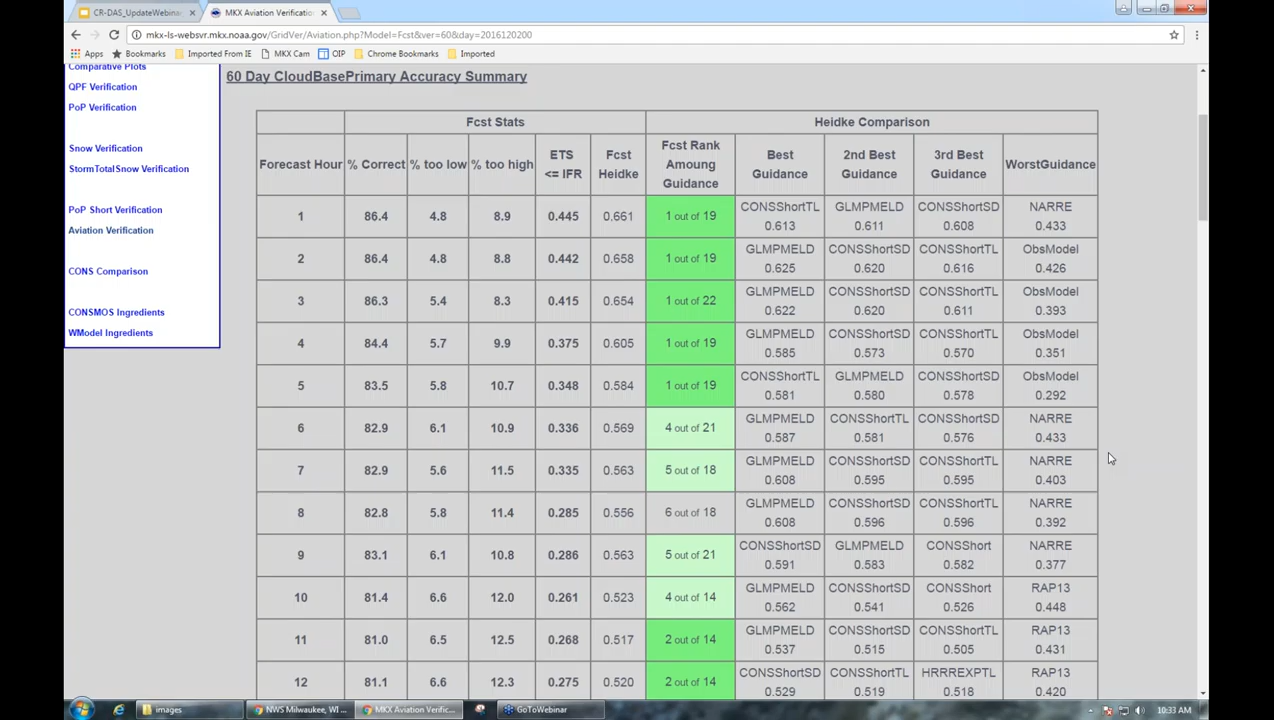 CR-DAS_UpdateWebinar
MKX Aviation Verification
mkx-ls-websvr.mkx.noaa.gov/GridVer/Aviation.php?Model=Fcst&ver=60&day=2016120200
Apps Bookmarks Imported From IE MKX Cam OIP Chrome Bookmarks Imported
Comparative Plots
QPF Verification
PoP Verification
Snow Verification
StormTotalSnow Verification
PoP Short Verification
Aviation Verification
CONS Comparison
CONSMOS Ingredients
WModel Ingredients
60 Day CloudBasePrimary Accuracy Summary
Fcst Stats Heidke Comparison
Forecast Hour % Correct % too low % too high ETS <= IFR Fcst Heidke Fcst Rank Amoung Guidance Best Guidance 2nd Best Guidance 3rd Best Guidance WorstGuidance
1 86.4 4.8 8.9 0.445 0.661 1 out of 19 CONSShortTL 0.613 GLMPMELD 0.611 CONSShortSD 0.608 NARRE 0.433
2 86.4 4.8 8.8 0.442 0.658 1 out of 19 GLMPMELD 0.625 CONSShortSD 0.620 CONSShortTL 0.616 ObsModel 0.426
3 86.3 5.4 8.3 0.415 0.654 1 out of 22 GLMPMELD 0.622 CONSShortSD 0.620 CONSShortTL 0.611 ObsModel 0.393
4 84.4 5.7 9.9 0.375 0.605 1 out of 19 GLMPMELD 0.585 CONSShortSD 0.573 CONSShortTL 0.570 ObsModel 0.351
5 83.5 5.8 10.7 0.348 0.584 1 out of 19 CONSShortTL 0.581 GLMPMELD 0.580 CONSShortSD 0.578 ObsModel 0.292
6 82.9 6.1 10.9 0.336 0.569 4 out of 21 GLMPMELD 0.587 CONSShortTL 0.581 CONSShortSD 0.576 NARRE 0.433
7 82.9 5.6 11.5 0.335 0.563 5 out of 18 GLMPMELD 0.608 CONSShortSD 0.595 CONSShortTL 0.595 NARRE 0.403
8 82.8 5.8 11.4 0.285 0.556 6 out of 18 GLMPMELD 0.608 CONSShortSD 0.596 CONSShortTL 0.596 NARRE 0.392
9 83.1 6.1 10.8 0.286 0.563 5 out of 21 CONSShortSD 0.591 GLMPMELD 0.583 CONSShort 0.582 NARRE 0.377
10 81.4 6.6 12.0 0.261 0.523 4 out of 14 GLMPMELD 0.562 CONSShortSD 0.541 CONSShort 0.526 RAP13 0.448
11 81.0 6.5 12.5 0.268 0.517 2 out of 14 GLMPMELD 0.537 CONSShortSD 0.515 CONSShortTL 0.505 RAP13 0.431
12 81.1 6.6 12.3 0.275 0.520 2 out of 14 CONSShortSD 0.529 CONSShortTL 0.519 HRRREXPTL 0.518 RAP13 0.420
images NWS Milwaukee, WI ... MKX Aviation Verific... GoToWebinar 10:33 AM